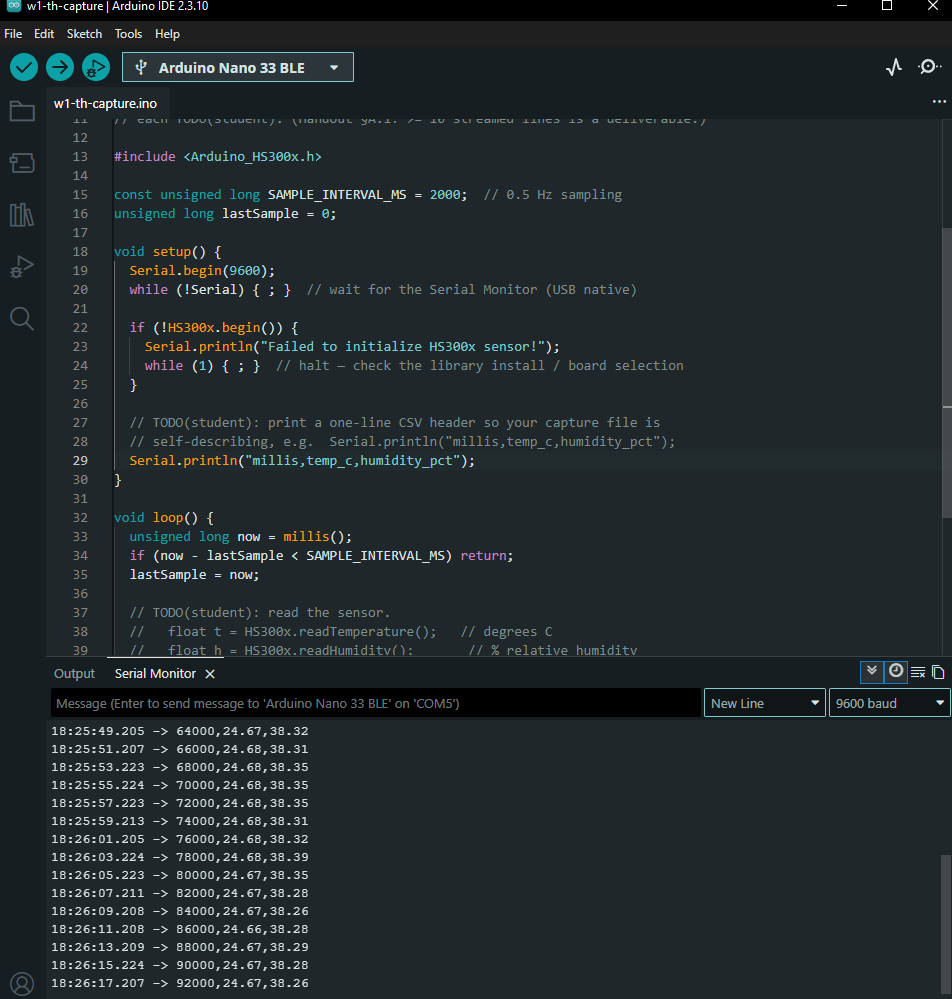 w1-th-capture | Arduino IDE 2.3.10
File Edit Sketch Tools Help
Arduino Nano 33 BLE
w1-th-capture.ino
11 // each TODO(student). (Handout §A.1: >= 10 streamed lines is a deliverable.)
12
13 #include <Arduino_HS300x.h>
14
15 const unsigned long SAMPLE_INTERVAL_MS = 2000;  // 0.5 Hz sampling
16 unsigned long lastSample = 0;
17
18 void setup() {
19 Serial.begin(9600);
20 while (!Serial) { ; }  // wait for the Serial Monitor (USB native)
21
22 if (!HS300x.begin()) {
23 Serial.println("Failed to initialize HS300x sensor!");
24 while (1) { ; }  // halt — check the library install / board selection
25 }
26
27 // TODO(student): print a one-line CSV header so your capture file is
28 // self-describing, e.g.  Serial.println("millis,temp_c,humidity_pct");
29 Serial.println("millis,temp_c,humidity_pct");
30 }
31
32 void loop() {
33 unsigned long now = millis();
34 if (now - lastSample < SAMPLE_INTERVAL_MS) return;
35 lastSample = now;
36
37 // TODO(student): read the sensor.
38 //   float t = HS300x.readTemperature();   // degrees C
39 //   float h = HS300x.readHumidity();       // % relative humidity
Output Serial Monitor
Message (Enter to send message to 'Arduino Nano 33 BLE' on 'COM5')
New Line
9600 baud
18:25:49.205 -> 64000,24.67,38.32
18:25:51.207 -> 66000,24.68,38.31
18:25:53.223 -> 68000,24.68,38.35
18:25:55.224 -> 70000,24.68,38.35
18:25:57.223 -> 72000,24.68,38.35
18:25:59.213 -> 74000,24.68,38.31
18:26:01.205 -> 76000,24.68,38.32
18:26:03.224 -> 78000,24.68,38.39
18:26:05.223 -> 80000,24.68,38.35
18:26:07.211 -> 82000,24.67,38.28
18:26:09.208 -> 84000,24.67,38.26
18:26:11.208 -> 86000,24.66,38.28
18:26:13.209 -> 88000,24.67,38.29
18:26:15.224 -> 90000,24.67,38.28
18:26:17.207 -> 92000,24.67,38.26